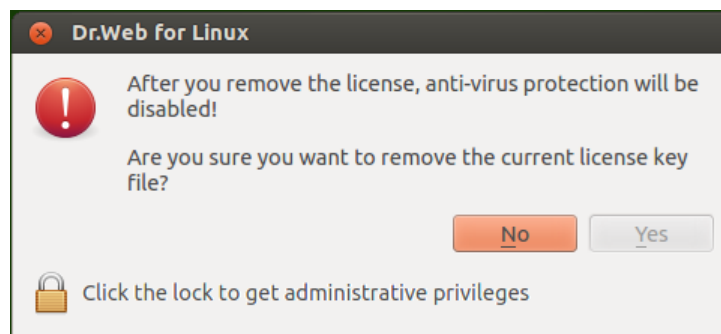 Dr.Web for Linux
After you remove the license, anti-virus protection will be
disabled!
Are you sure you want to remove the current license key
file?
No
Yes
Click the lock to get administrative privileges